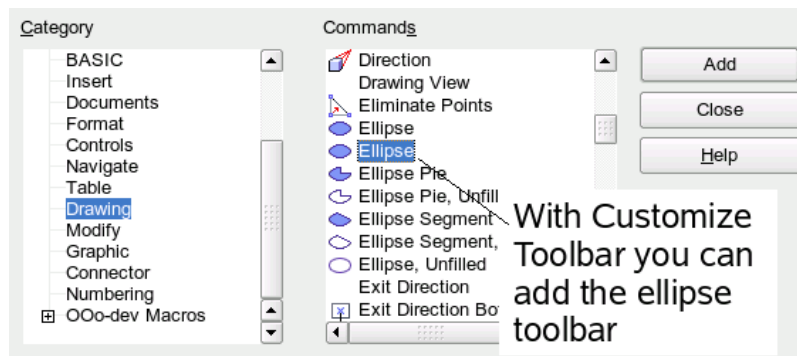 Category
BASIC
Insert
Documents
Format
Controls
Navigate
Table
Drawing
Modify
Graphic
Connector
Numbering
OOo-dev Macros
Commands
Direction
Drawing View
Eliminate Points
Ellipse
Ellipse
Ellipse Pie
Ellipse Pie, Unfill
Ellipse Segment
Ellipse Segment,
Ellipse, Unfilled
Exit Direction
Exit Direction Bo
Add
Close
Help
With Customize
Toolbar you can
add the ellipse
toolbar